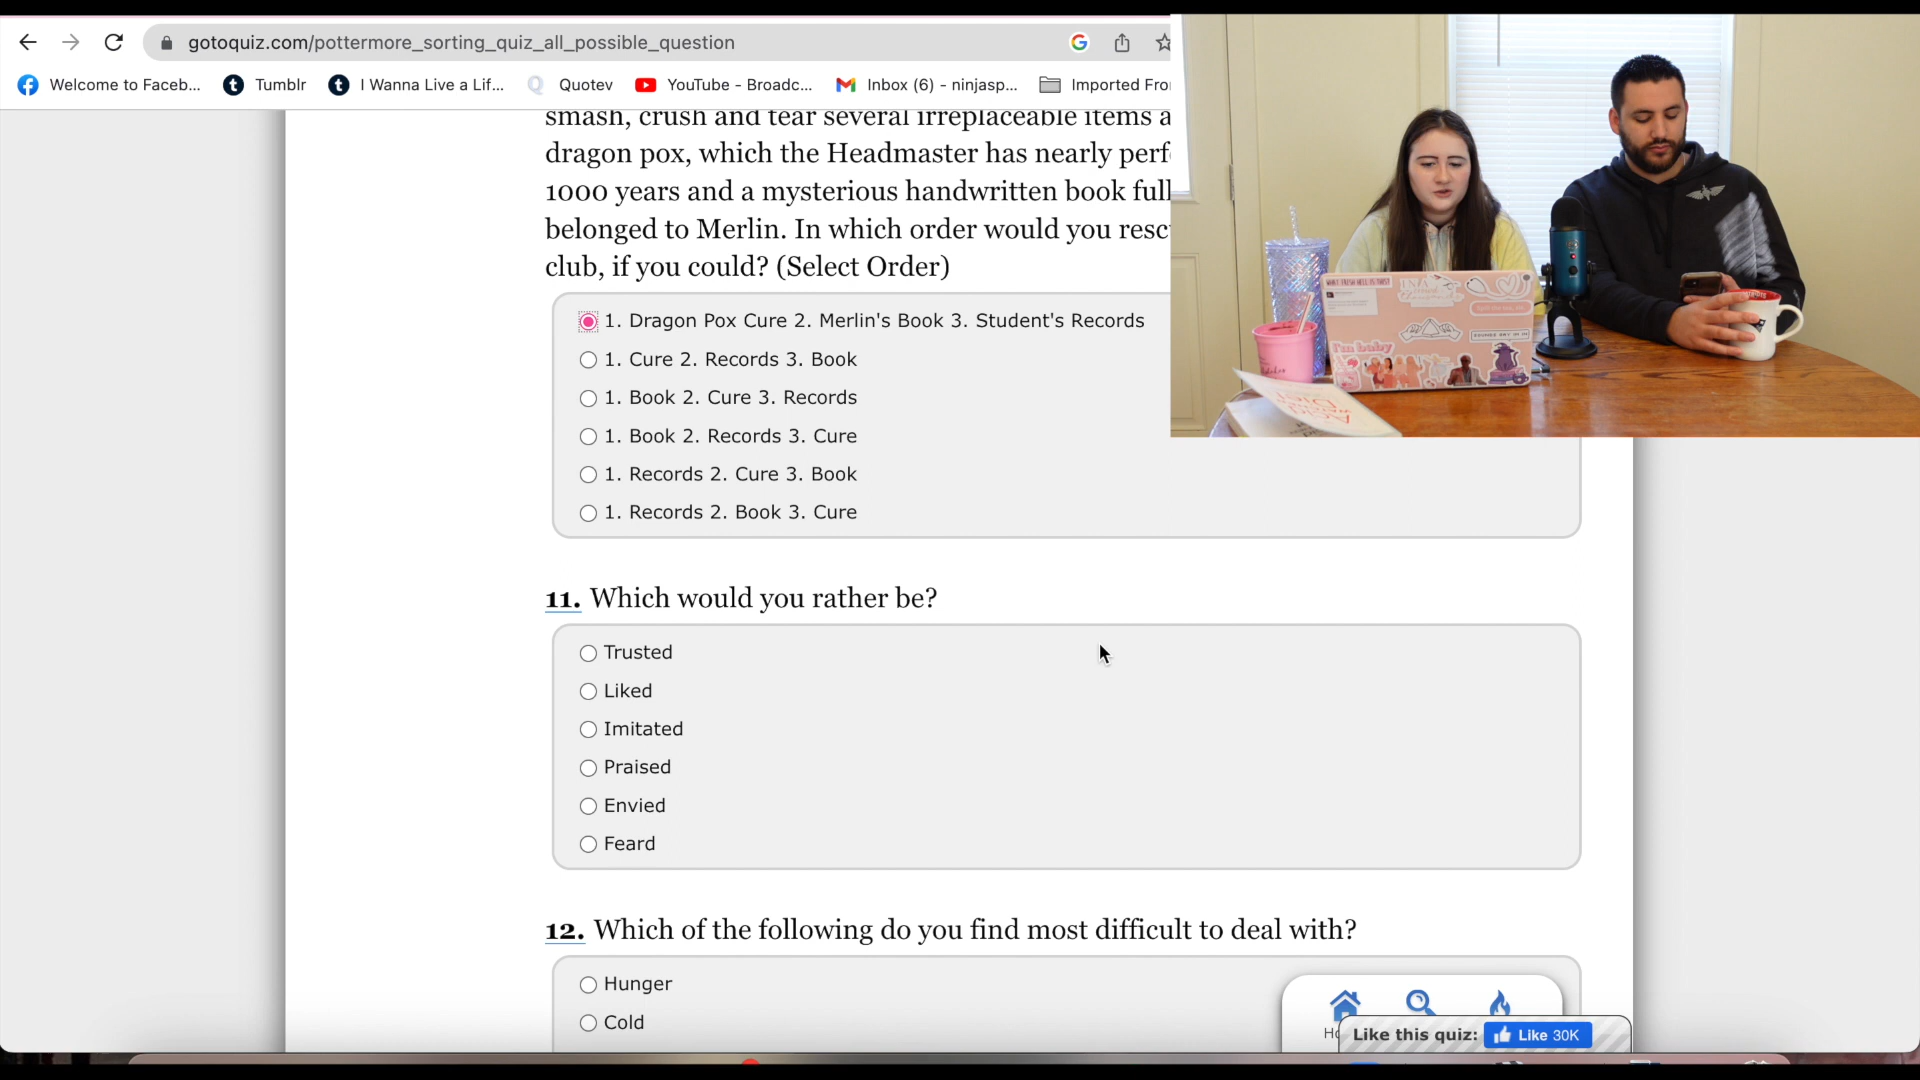 gotoquiz.com/pottermore_sorting_quiz_all_possible_question
Welcome to Faceb... Tumblr I Wanna Live a Lif... Quotev YouTube - Broadc... Inbox (6) - ninjasp... Imported Fro
smash, crush and tear several irreplaceable items a
dragon pox, which the Headmaster has nearly perf
1000 years and a mysterious handwritten book full
belonged to Merlin. In which order would you resc
club, if you could? (Select Order)
1. Dragon Pox Cure 2. Merlin's Book 3. Student's Records
1. Cure 2. Records 3. Book
1. Book 2. Cure 3. Records
1. Book 2. Records 3. Cure
1. Records 2. Cure 3. Book
1. Records 2. Book 3. Cure
I'm baby
11. Which would you rather be?
Trusted
Liked
Imitated
Praised
Envied
Feard
12. Which of the following do you find most difficult to deal with?
Hunger
Cold
Like this quiz: Like 30K